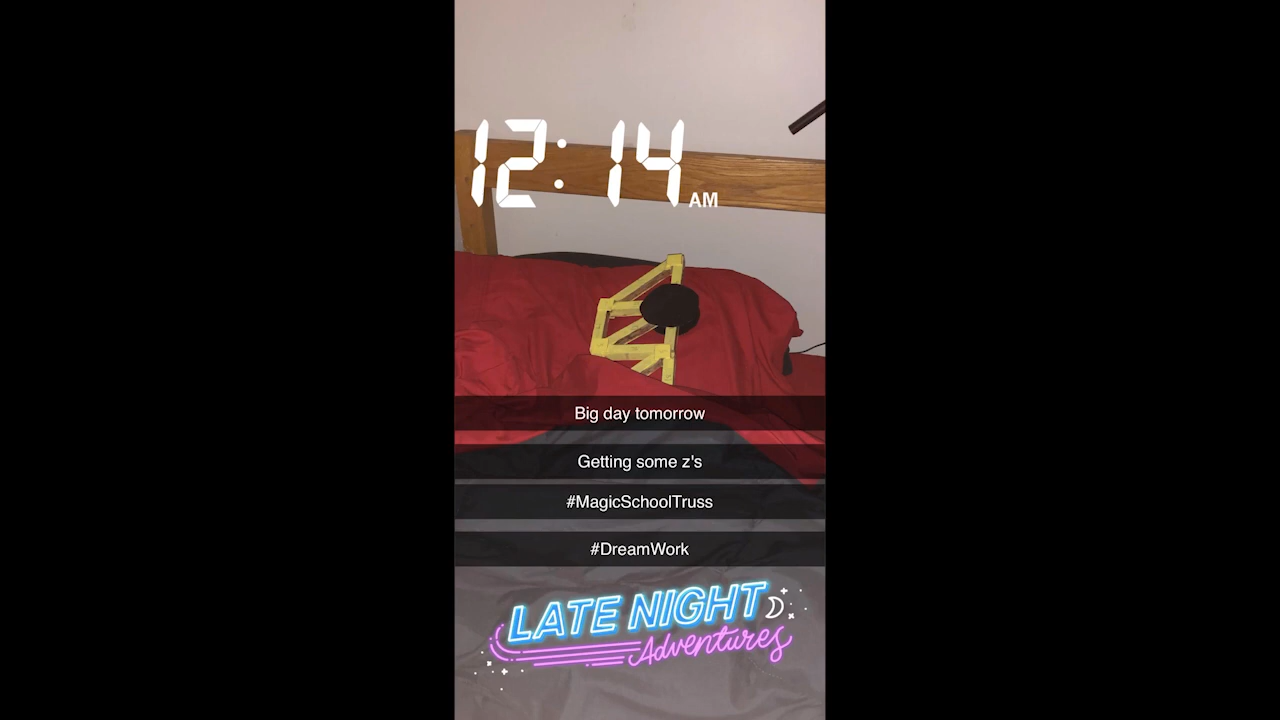 12:14 AM
Big day tomorrow
Getting some z's
#MagicSchoolTruss
#DreamWork
LATE NIGHT
Adventures